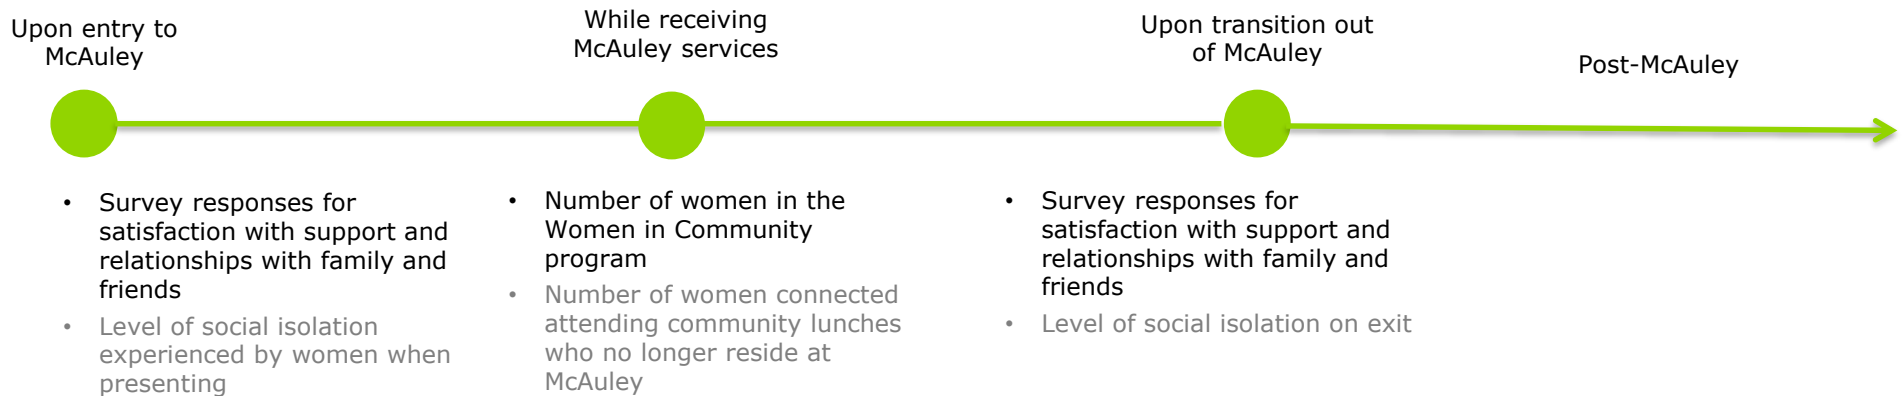 Upon entry to
McAuley
While receiving
McAuley services
Upon transition out
of McAuley
Post-McAuley
• Survey responses for
satisfaction with support and
relationships with family and
friends
• Level of social isolation
experienced by women when
presenting
• Number of women in the
Women in Community
program
• Number of women connected
attending community lunches
who no longer reside at
McAuley
• Survey responses for
satisfaction with support and
relationships with family and
friends
• Level of social isolation on exit